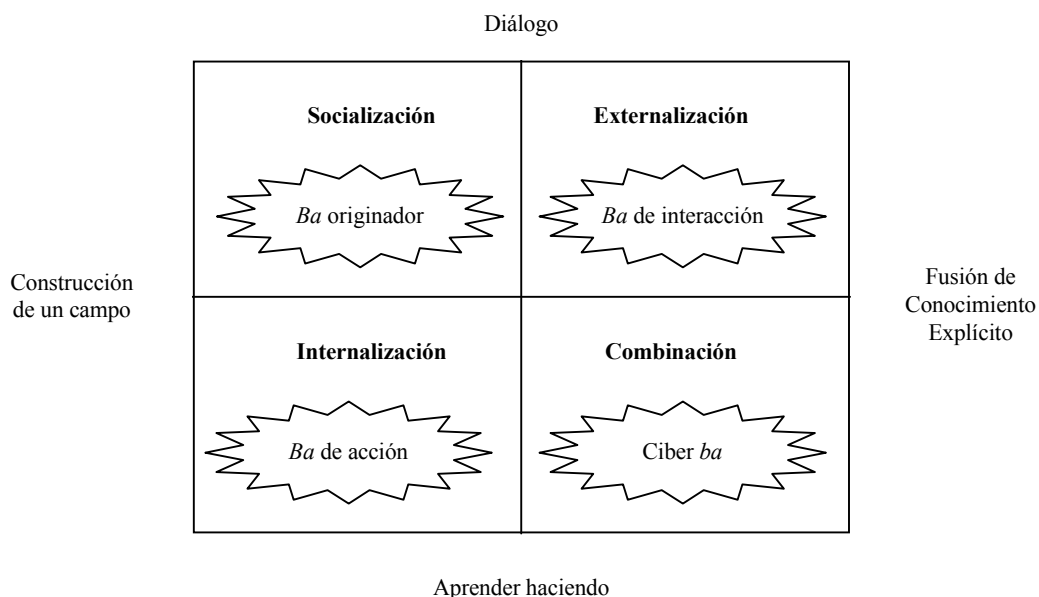 Diálogo
Socialización
Externalización
Ba originador
Ba de interacción
Construcción
de un campo
Fusión de
Conocimiento
Explícito
Internalización
Combinación
Ba de acción
Ciber ba
Aprender haciendo